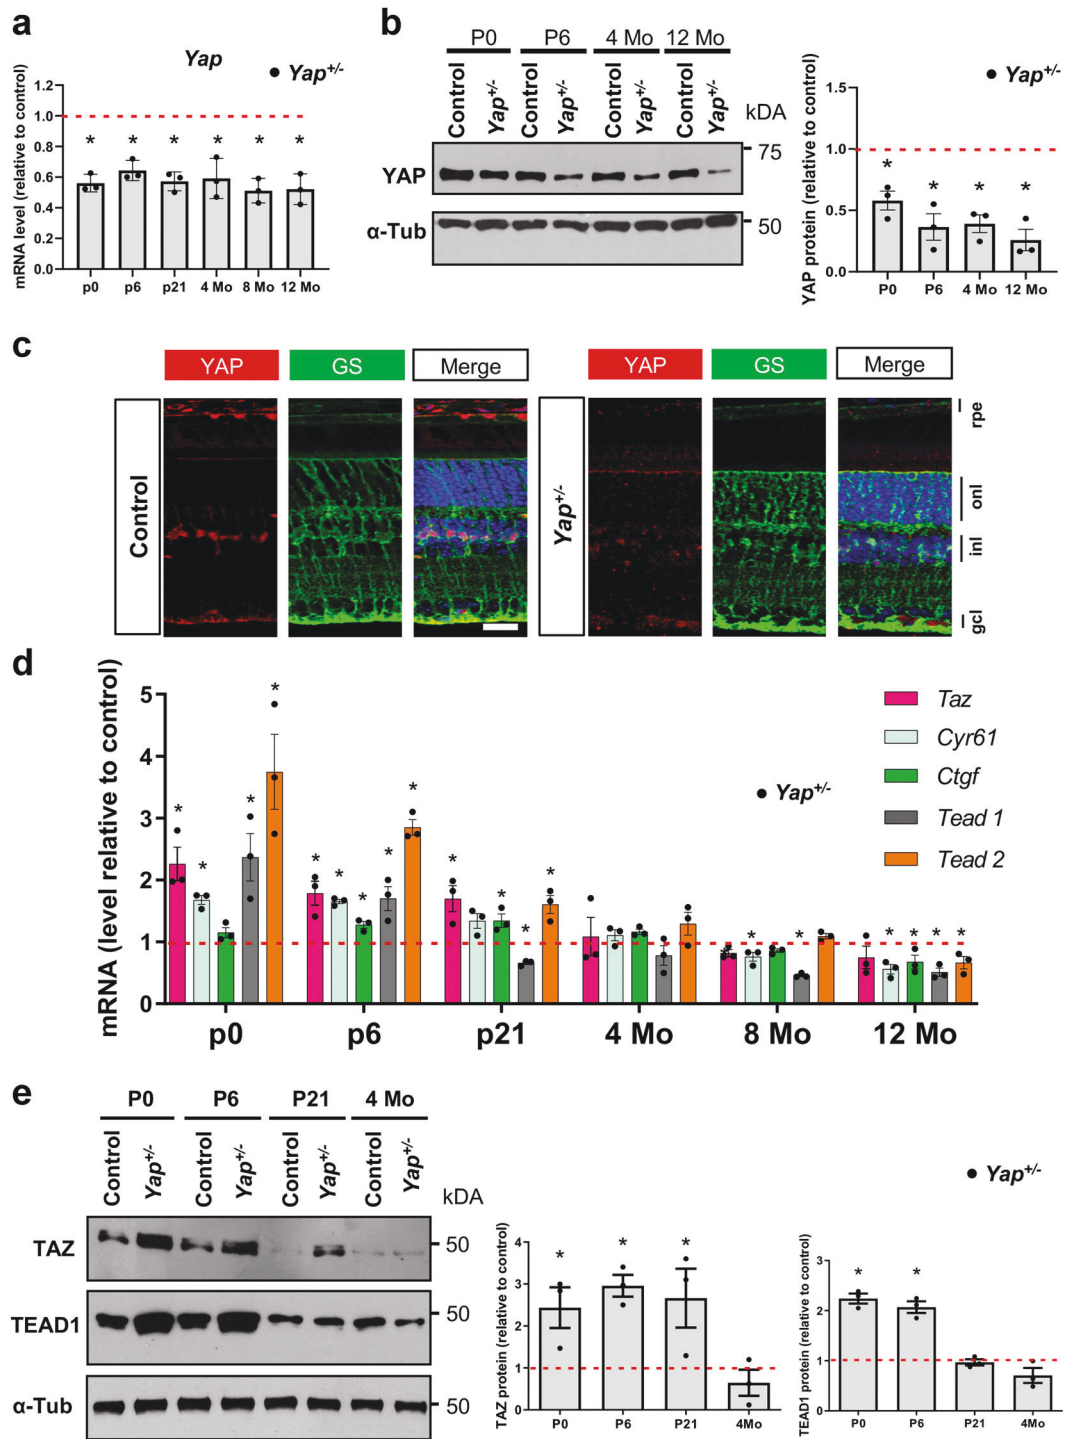 a
Yap
Yap+/-
mRNA level (relative to control)
1.2
1.0
0.8
0.6
0.4
0.2
0.0
* * * * * *
p0 p6 p21 4 Mo 8 Mo 12 Mo
b
P0 P6 4 Mo 12 Mo
Control Yap+/- Control Yap+/- Control Yap+/- Control Yap+/-
kDA
75
YAP
α-Tub
50
Yap+/-
YAP protein (relative to control)
1.5
1.0
0.5
0.0
* * * *
P0 P6 4 Mo 12 Mo
c
YAP GS Merge YAP GS Merge
Control
Yap+/-
rpe
onl
inl
gcl
d
mRNA (level relative to control)
5
4
3
2
1
0
* * * *
* * * * *
* * * *
* *
* * * *
Yap+/-
Taz
Cyr61
Ctgf
Tead 1
Tead 2
p0 p6 p21 4 Mo 8 Mo 12 Mo
e
P0 P6 P21 4 Mo
Control Yap+/- Control Yap+/- Control Yap+/- Control Yap+/-
kDA
TAZ
50
TEAD1
50
α-Tub
50
Yap+/-
TAZ protein (relative to control)
4
3
2
1
0
* * *
P0 P6 P21 4Mo
TEAD1 protein (relative to control)
3
2
1
0
* *
P0 P6 P21 4Mo